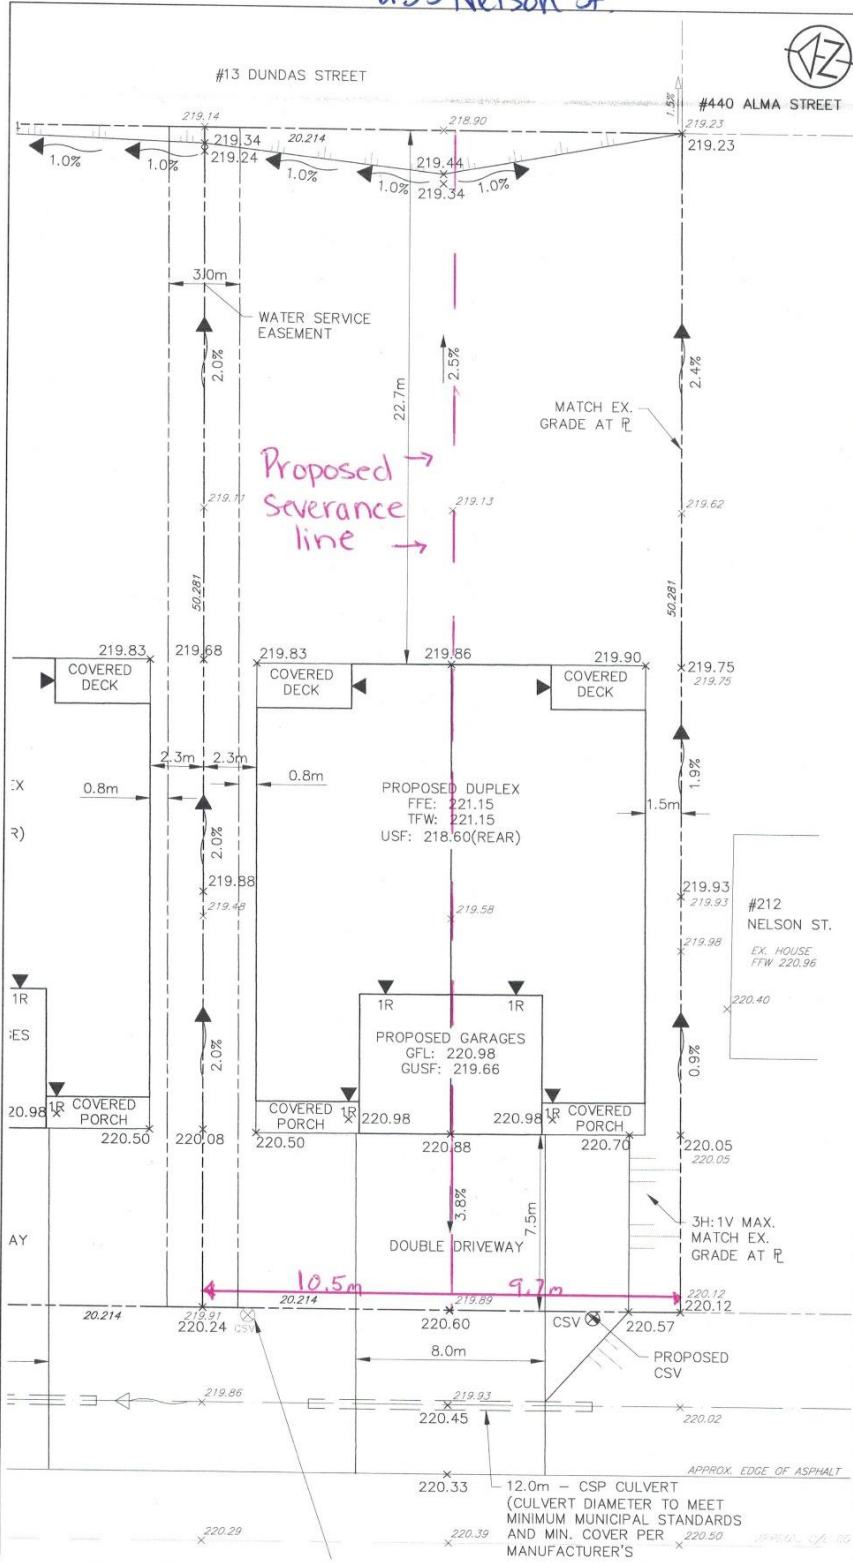 Nelson St.
#13 DUNDAS STREET
#440 ALMA STREET
1.5%
219.14
218.90
219.23
219.34
20.214
219.23
219.24
219.44
219.34
1.0%
1.0%
1.0%
1.0%
1.0%
3.0m
WATER SERVICE
EASEMENT
2.0%
22.7m
2.5%
2.4%
MATCH EX.
GRADE AT ℙL
Proposed
Severance
line
219.11
219.13
219.62
50.281
50.281
219.83
219.68
219.83
219.86
219.90
219.75
219.75
COVERED
DECK
COVERED
DECK
COVERED
DECK
2.3m
2.3m
0.8m
0.8m
EX
R)
PROPOSED DUPLEX
FFE: 221.15
TFW: 221.15
USF: 218.60(REAR)
1.9%
1.5m
2.0%
219.88
219.48
219.58
219.93
219.93
219.98
#212
NELSON ST.
EX. HOUSE
FFW 220.96
220.40
1R
1R
1R
GES
PROPOSED GARAGES
GFL: 220.98
GUSF: 219.66
2.0%
0.9%
220.98
1R
COVERED
PORCH
COVERED
PORCH
1R
220.98
220.98
1R
COVERED
PORCH
220.50
220.08
220.50
220.88
220.70
220.05
220.05
3.8%
7.5m
3H:1V MAX.
MATCH EX.
GRADE AT ℙL
AY
DOUBLE DRIVEWAY
10.5m
9.7m
20.214
219.91
20.214
219.89
220.12
220.24
CSV
220.60
CSV
220.57
220.12
8.0m
PROPOSED
CSV
219.86
219.93
220.45
220.02
APPROX. EDGE OF ASPHALT
220.33
12.0m - CSP CULVERT
(CULVERT DIAMETER TO MEET
MINIMUM MUNICIPAL STANDARDS
AND MIN. COVER PER
MANUFACTURER'S
220.29
220.39
220.50